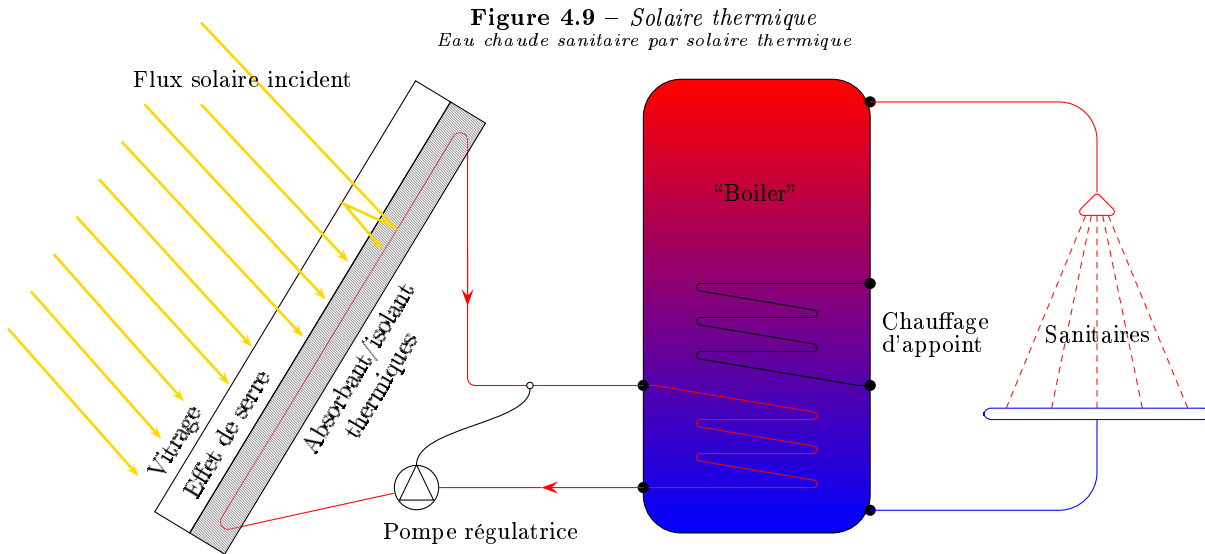 Figure 4.9 – Solaire thermique
Eau chaude sanitaire par solaire thermique
Flux solaire incident
“Boiler”
Chauffage
d'appoint
Sanitaires
Vitrage
Effet de serre
Absorbant/isolant
thermiques
Pompe régulatrice